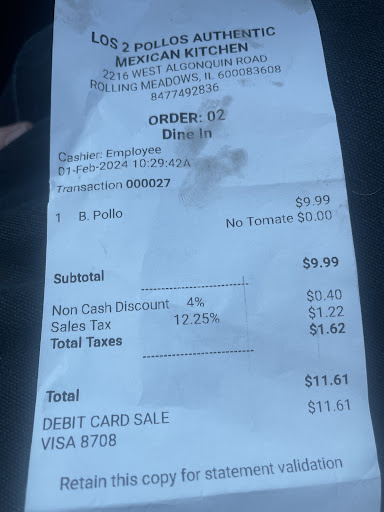 LOS 2 POLLOS AUTHENTIC
MEXICAN KITCHEN
2216 WEST ALGONQUIN ROAD
ROLLING MEADOWS, IL 600083608
8477492836
ORDER: 02
Dine In
Cashier: Employee
01-Feb-2024 10:29:42A
Transaction 000027
1 B. Pollo $9.99
No Tomate $0.00
Subtotal $9.99
Non Cash Discount 4% $0.40
Sales Tax 12.25% $1.22
Total Taxes $1.62
Total $11.61
DEBIT CARD SALE $11.61
VISA 8708
Retain this copy for statement validation